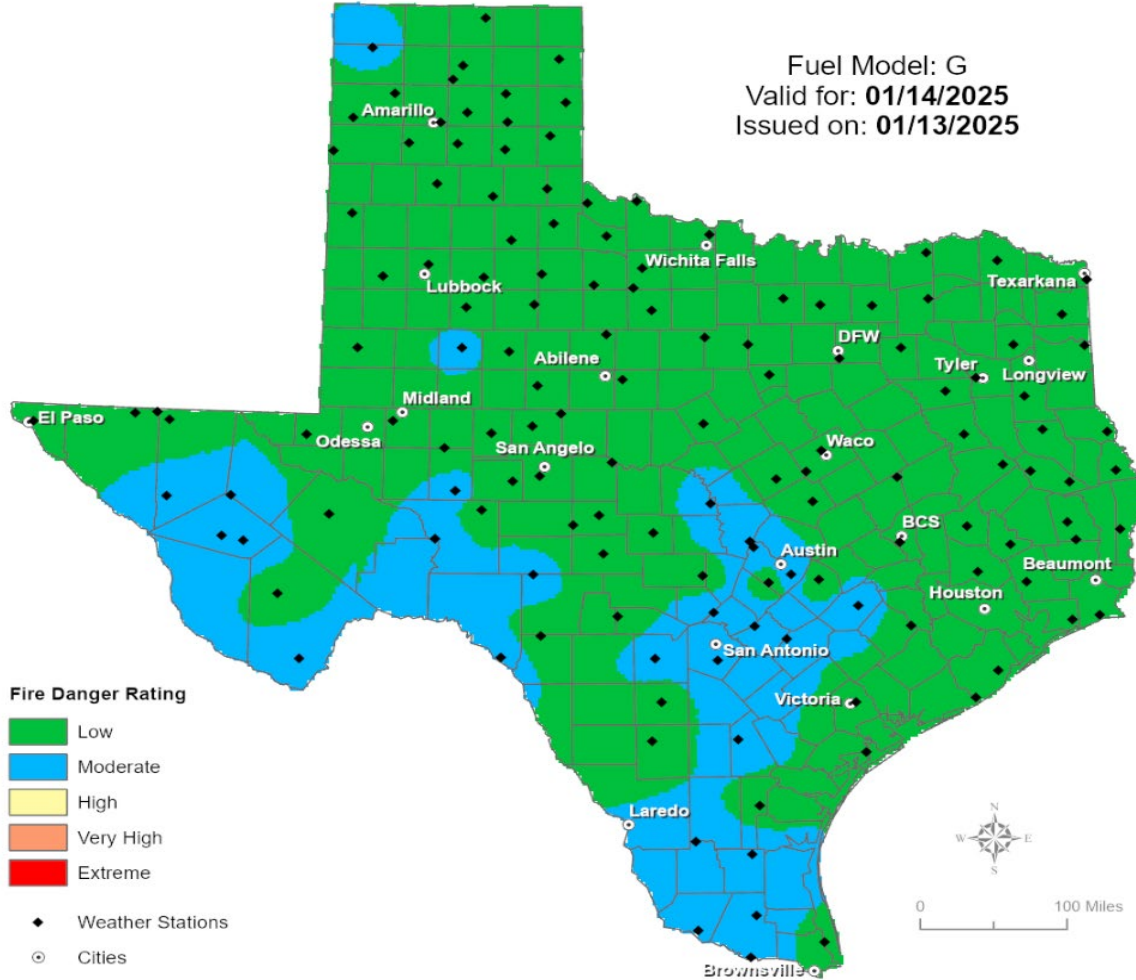 Fuel Model: G
Valid for: 01/14/2025
Issued on: 01/13/2025
Amarillo
Wichita Falls
Lubbock
Texarkana
DFW
Abilene
Tyler
Longview
Midland
El Paso
Odessa
San Angelo
Waco
BCS
Austin
Beaumont
Houston
San Antonio
Victoria
Laredo
Brownsville
Fire Danger Rating
Low
Moderate
High
Very High
Extreme
Weather Stations
Cities
N
W
E
S
0
100 Miles